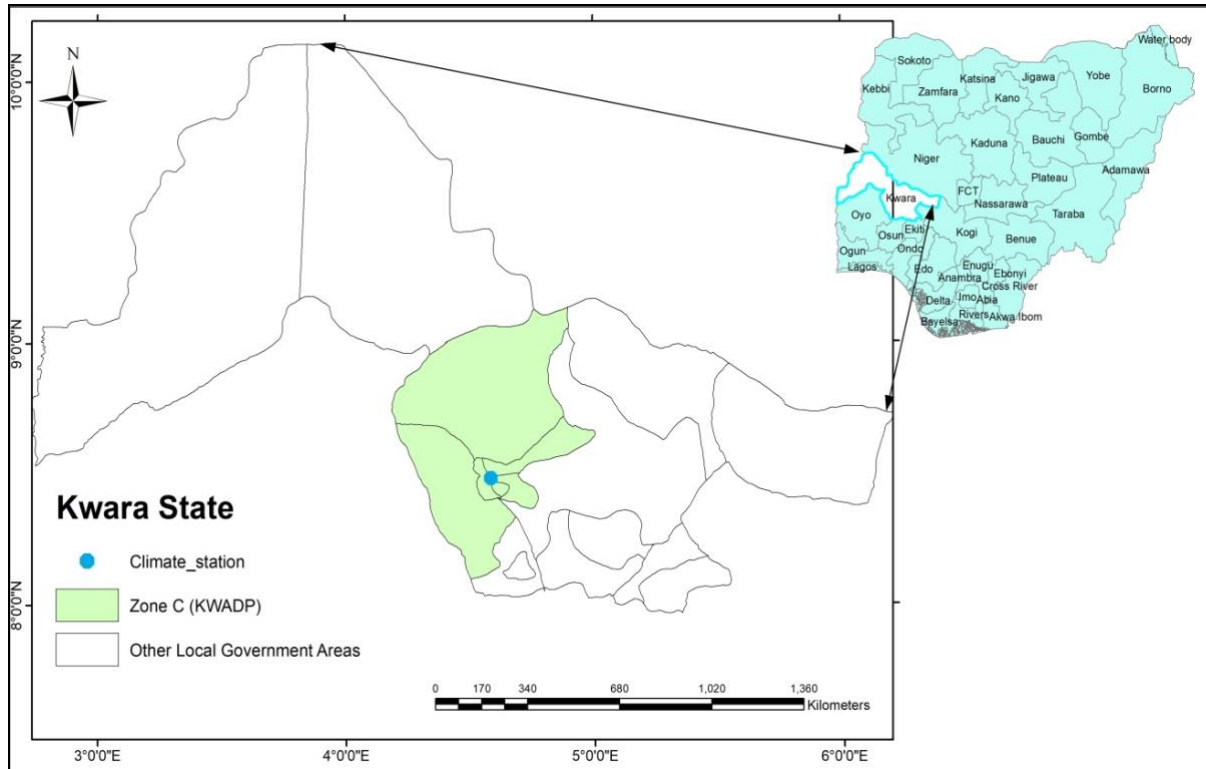 N
10°0'0"N
9°0'0"N
8°0'0"N
3°0'0"E
4°0'0"E
5°0'0"E
6°0'0"E
Kwara State
Climate_station
Zone C (KWADP)
Other Local Government Areas
0 170 340 680 1,020 1,360
Kilometers
Water body
Sokoto
Katsina
Jigawa
Yobe
Borno
Kebbi
Zamfara
Kano
Kaduna
Bauchi
Gombe
Adamawa
Niger
Plateau
FCT
Kwara
Nassarawa
Taraba
Oyo
Ekiti
Osun
Kogi
Benue
Ogun
Ondo
Lagos
Edo
Enugu
Anambra
Ebonyi
Cross River
Delta
Imo
Abia
Rivers
Akwa Ibom
Bayelsa